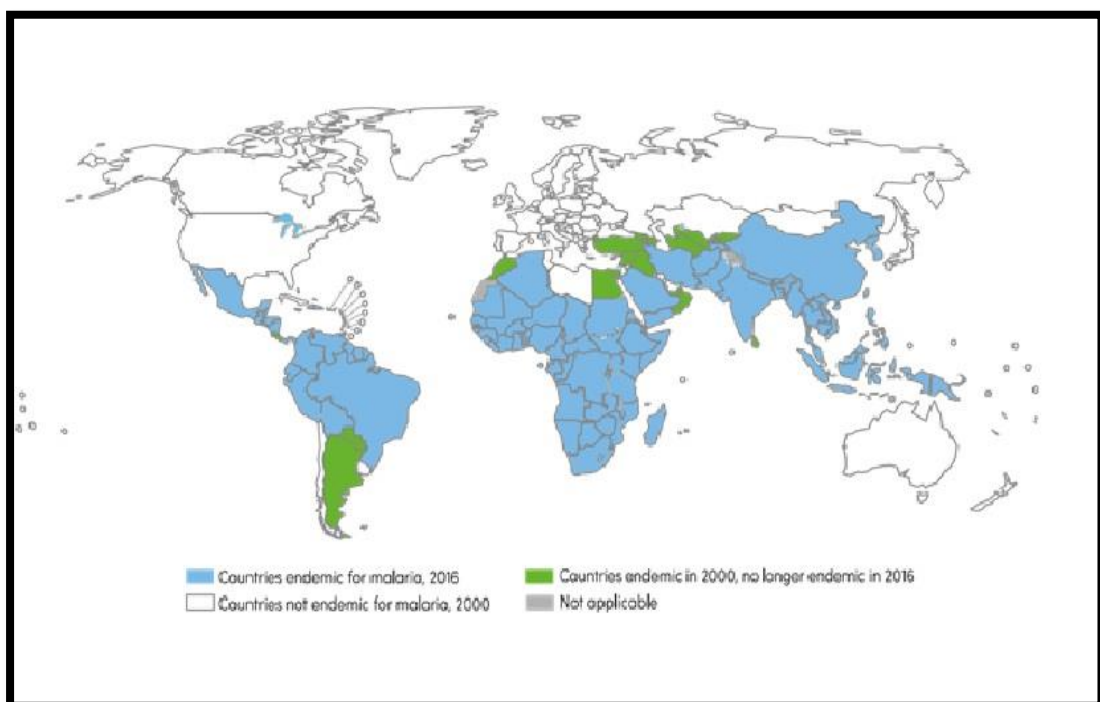 Countries endemic for malaria, 2016
Countries endemic in 2000, no longer endemic in 2016
Countries not endemic for malaria, 2000
Not applicable